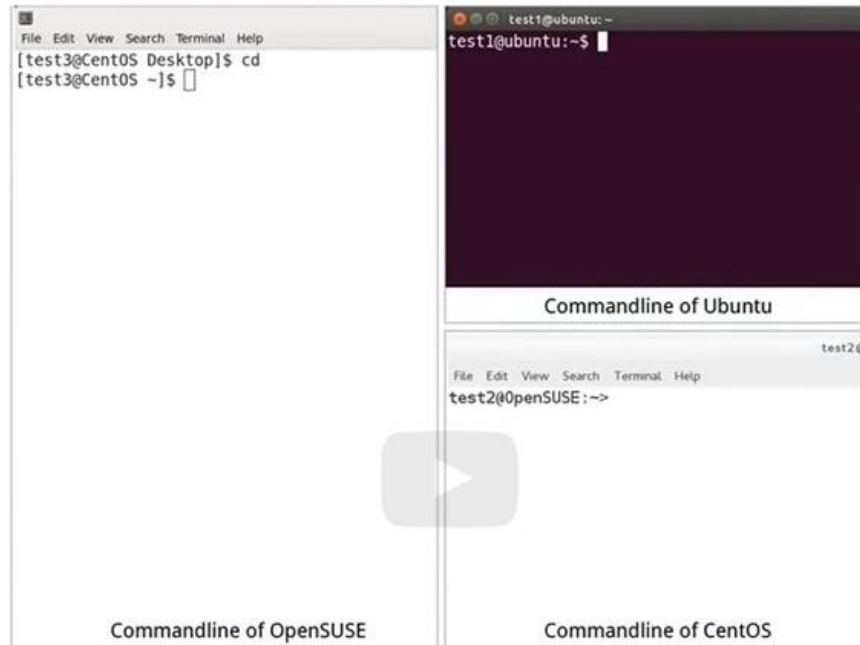 File Edit View Search Terminal Help
[test3@CentOS Desktop]$ cd
[test3@CentOS ~]$
Commandline of OpenSUSE
test1@ubuntu: ~
test1@ubuntu:~$
Commandline of Ubuntu
test2@
File Edit View Search Terminal Help
test2@OpenSUSE:~>
Commandline of CentOS